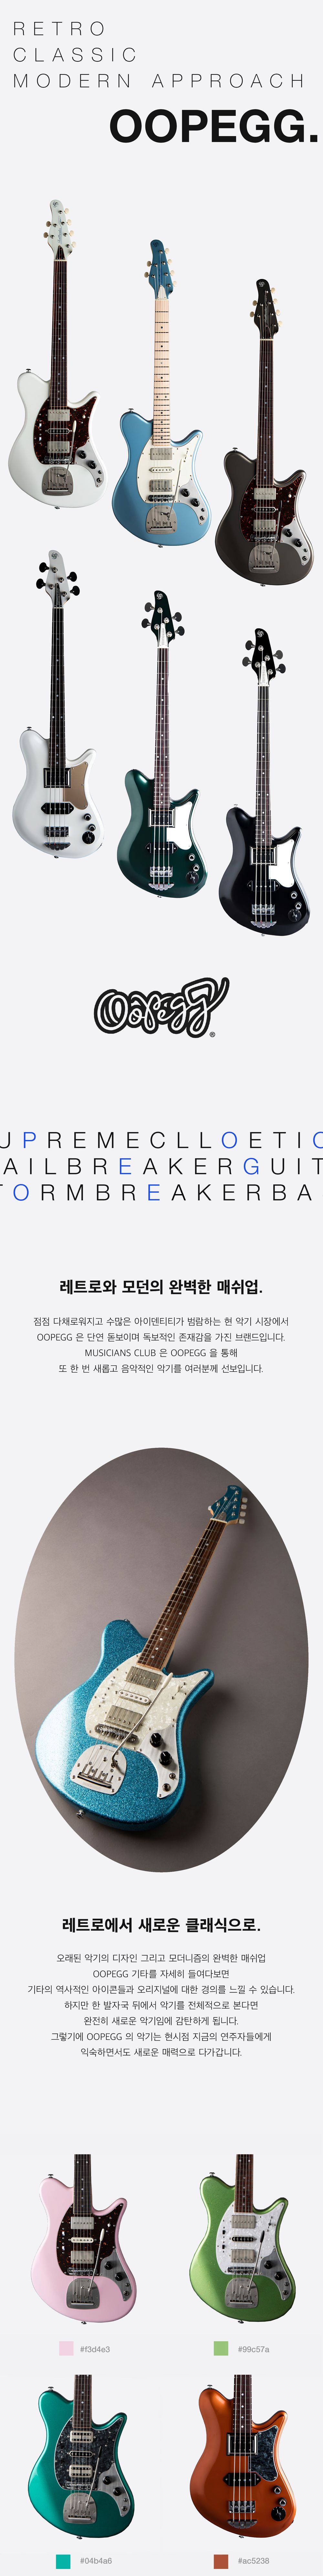 RETRO
CLASSIC
MODERN APPROACH
OOPEGG.
Oopegg®
UPREMECLLOETIC
AILBREAKERGUIT
TORMBREAKERBA
레트로와 모던의 완벽한 매쉬업.
점점 다채로워지고 수많은 아이덴티티가 범람하는 현 악기 시장에서
OOPEGG 은 단연 돋보이며 독보적인 존재감을 가진 브랜드입니다.
MUSICIANS CLUB 은 OOPEGG 을 통해
또 한 번 새롭고 음악적인 악기를 여러분께 선보입니다.
레트로에서 새로운 클래식으로.
오래된 악기의 디자인 그리고 모더니즘의 완벽한 매쉬업
OOPEGG 기타를 자세히 들여다보면
기타의 역사적인 아이콘들과 오리지널에 대한 경의를 느낄 수 있습니다.
하지만 한 발자국 뒤에서 악기를 전체적으로 본다면
완전히 새로운 악기임에 감탄하게 됩니다.
그렇기에 OOPEGG 의 악기는 현시점 지금의 연주자들에게
익숙하면서도 새로운 매력으로 다가갑니다.
#f3d4e3
#99c57a
#04b4a6
#ac5238